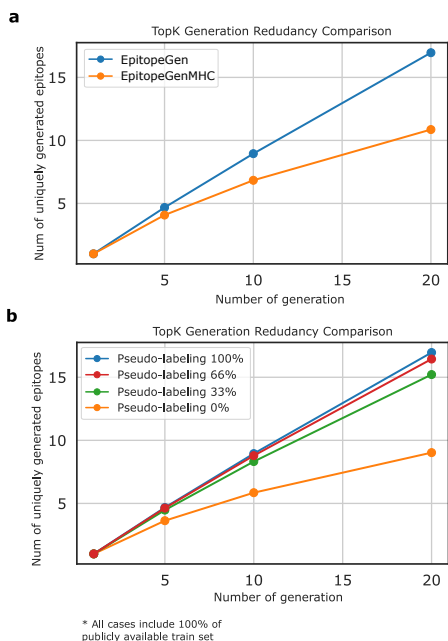 a
TopK Generation Redudancy Comparison
EpitopeGen
EpitopeGenMHC
Num of uniquely generated epitopes
15
10
5
5
10
15
20
Number of generation
b
TopK Generation Redudancy Comparison
Pseudo-labeling 100%
Pseudo-labeling 66%
Pseudo-labeling 33%
Pseudo-labeling 0%
Num of uniquely generated epitopes
15
10
5
5
10
15
20
Number of generation
* All cases include 100% of
publicly available train set